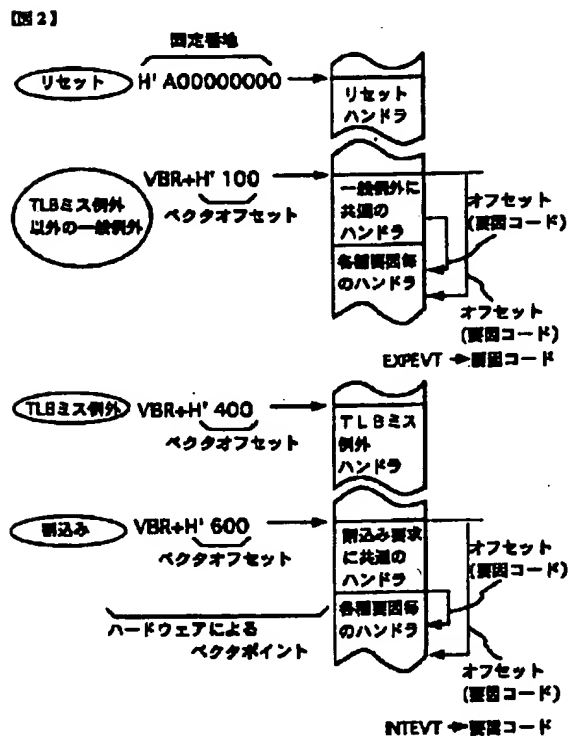 【図2】
固定番地
リセット H' A00000000
リセット
ハンドラ
TLBミス例外
以外の一般例外
VBR+H' 100
ベクタオフセット
一般例外に
共通の
ハンドラ
各種要因毎
のハンドラ
オフセット
(要因コード)
オフセット
(要因コード)
EXPEVT →要因コード
TLBミス例外 VBR+H' 400
ベクタオフセット
TLBミス
例外
ハンドラ
割込み VBR+H' 600
ベクタオフセット
割込み要求
に共通の
ハンドラ
各種要因毎
のハンドラ
オフセット
(要因コード)
オフセット
(要因コード)
ハードウェアによる
ベクタポイント
INTEVT →要因コード